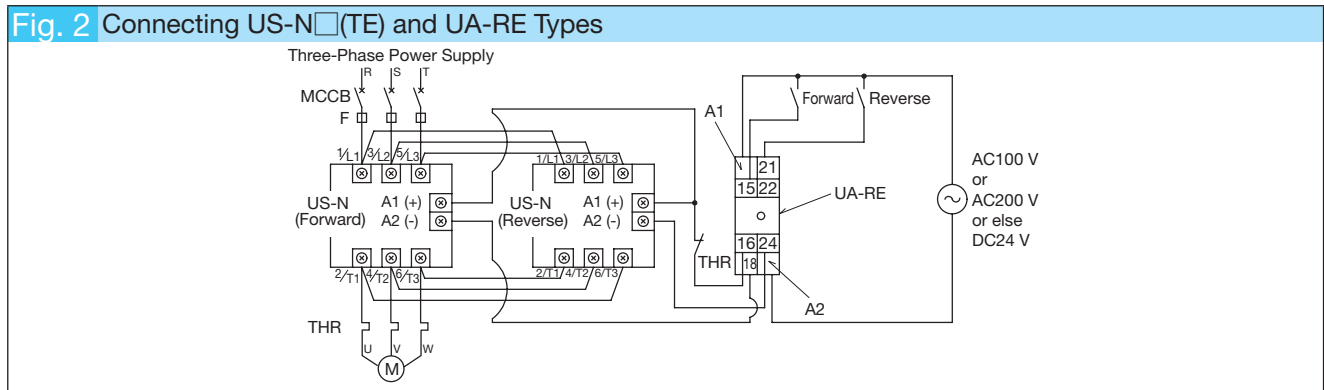 Fig. 2 Connecting US-N□(TE) and UA-RE Types
Three-Phase Power Supply
R S T
MCCB
F
1/L1 3/L2 5/L3
US-N
(Forward)
A1 (+)
A2 (-)
2/T1 4/T2 6/T3
THR
U V W
M
1/L1 3/L2 5/L3
US-N
(Reverse)
A1 (+)
A2 (-)
2/T1 4/T2 6/T3
THR
Forward Reverse
A1
21
15 22
UA-RE
16 24
18
A2
AC100 V
or
AC200 V
or else
DC24 V